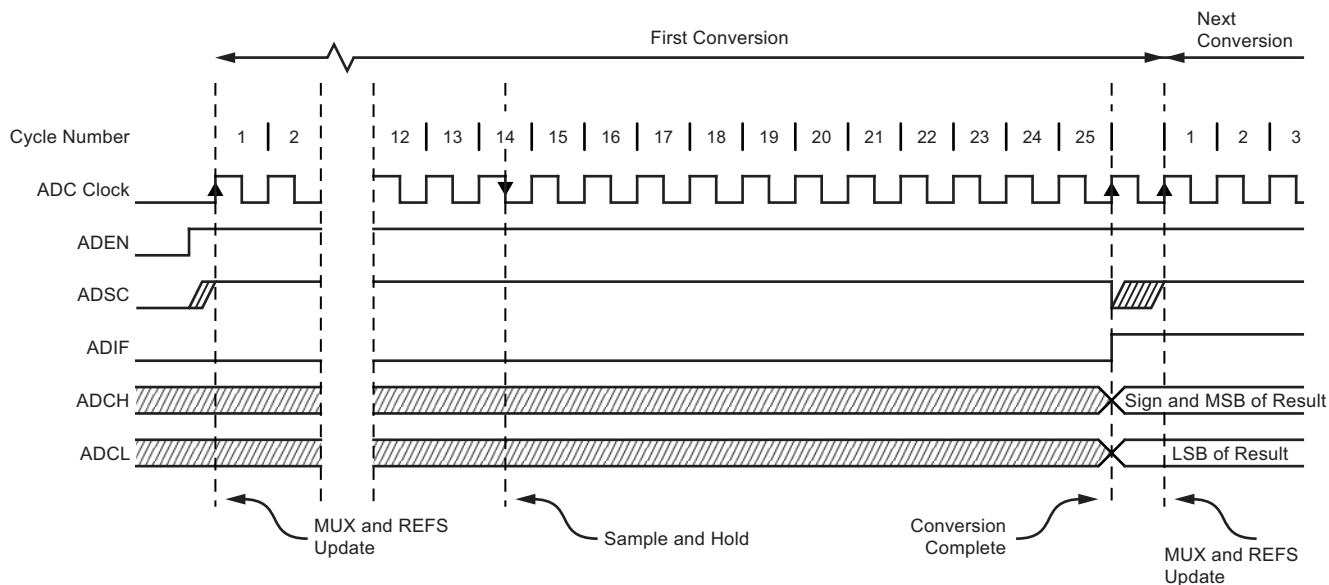 First Conversion
Next
Conversion
Cycle Number 1 2 12 13 14 15 16 17 18 19 20 21 22 23 24 25 1 2 3
ADC Clock
ADEN
ADSC
ADIF
ADCH
Sign and MSB of Result
ADCL
LSB of Result
MUX and REFS
Update
Sample and Hold
Conversion
Complete
MUX and REFS
Update